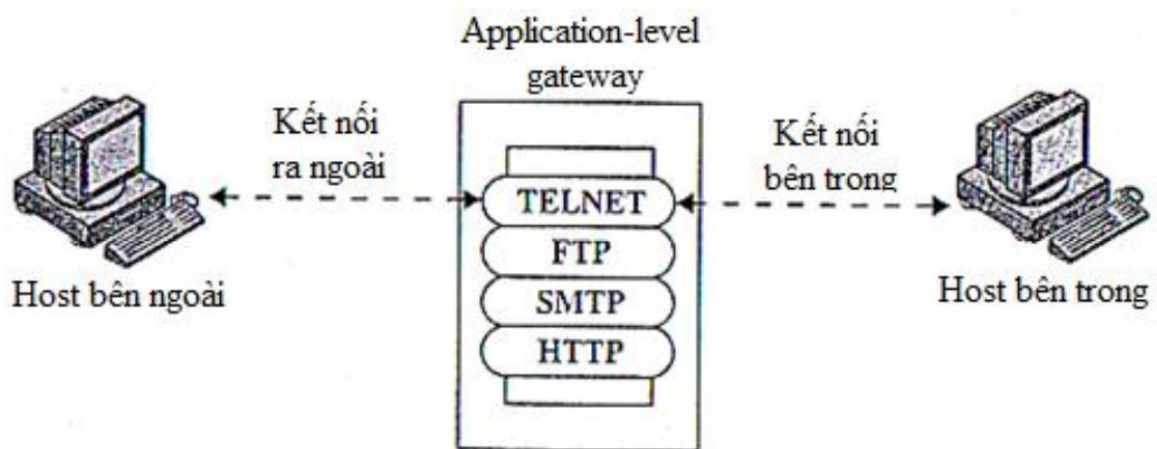 Application-level
gateway
Kết nối
ra ngoài
Kết nối
bên trong
TELNET
FTP
SMTP
HTTP
Host bên ngoài
Host bên trong